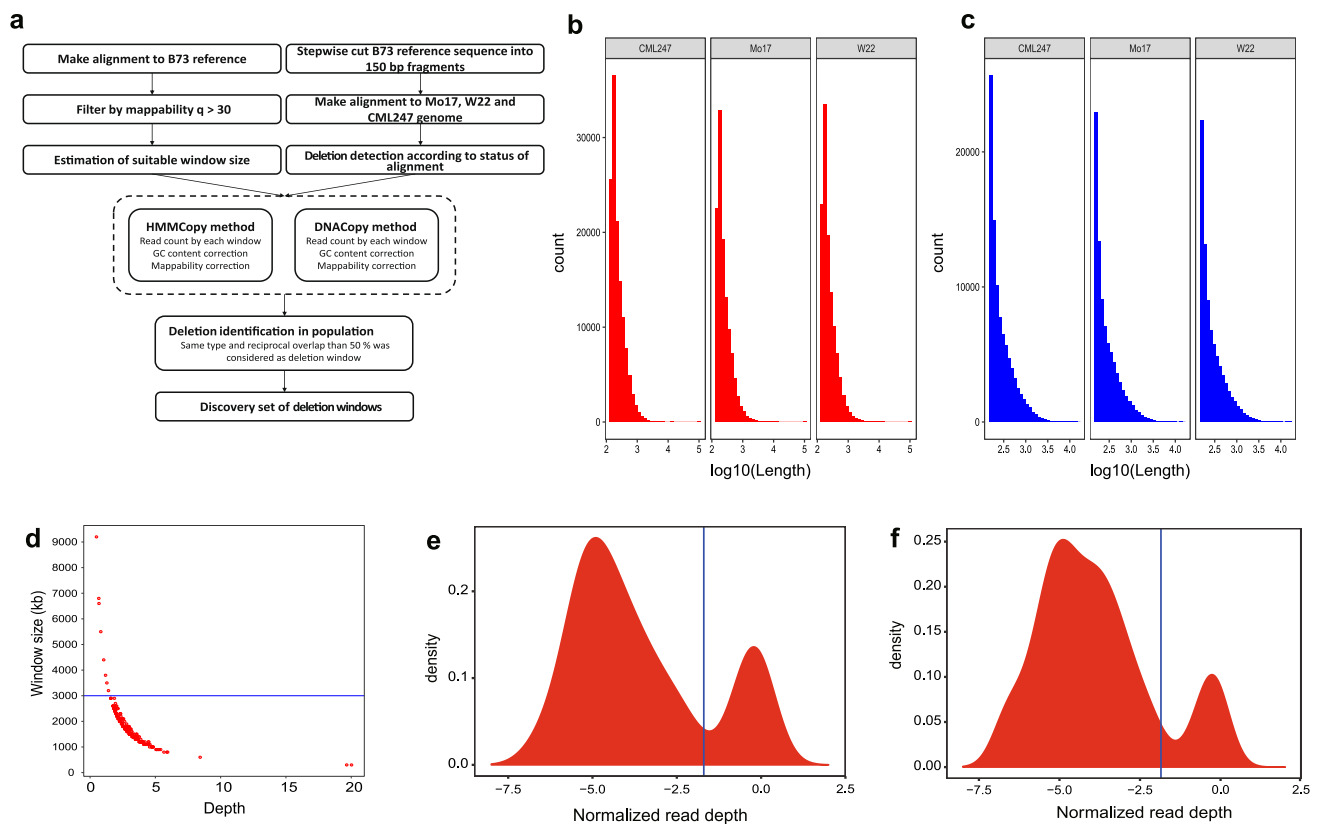 a
Make alignment to B73 reference
Stepwise cut B73 reference sequence into
150 bp fragments
Filter by mappability q > 30
Make alignment to Mo17, W22 and
CML247 genome
Estimation of suitable window size
Deletion detection according to status of
alignment
HMMCopy method
Read count by each window
GC content correction
Mappability correction
DNACopy method
Read count by each window
GC content correction
Mappability correction
Deletion identification in population
Same type and reciprocal overlap than 50 % was
considered as deletion window
Discovery set of deletion windows
b
CML247
Mo17
W22
count
30000
20000
10000
0
2 3 4 5
2 3 4 5
2 3 4 5
log10(Length)
c
CML247
Mo17
W22
count
20000
10000
0
2.5 3.0 3.5 4.0
2.5 3.0 3.5 4.0
2.5 3.0 3.5 4.0
log10(Length)
d
Window size (kb)
9000
8000
7000
6000
5000
4000
3000
2000
1000
0
0 5 10 15 20
Depth
e
density
0.2
0.1
0.0
−7.5 −5.0 −2.5 0.0 2.5
Normalized read depth
f
density
0.25
0.20
0.15
0.10
0.05
0.00
−7.5 −5.0 −2.5 0.0 2.5
Normalized read depth